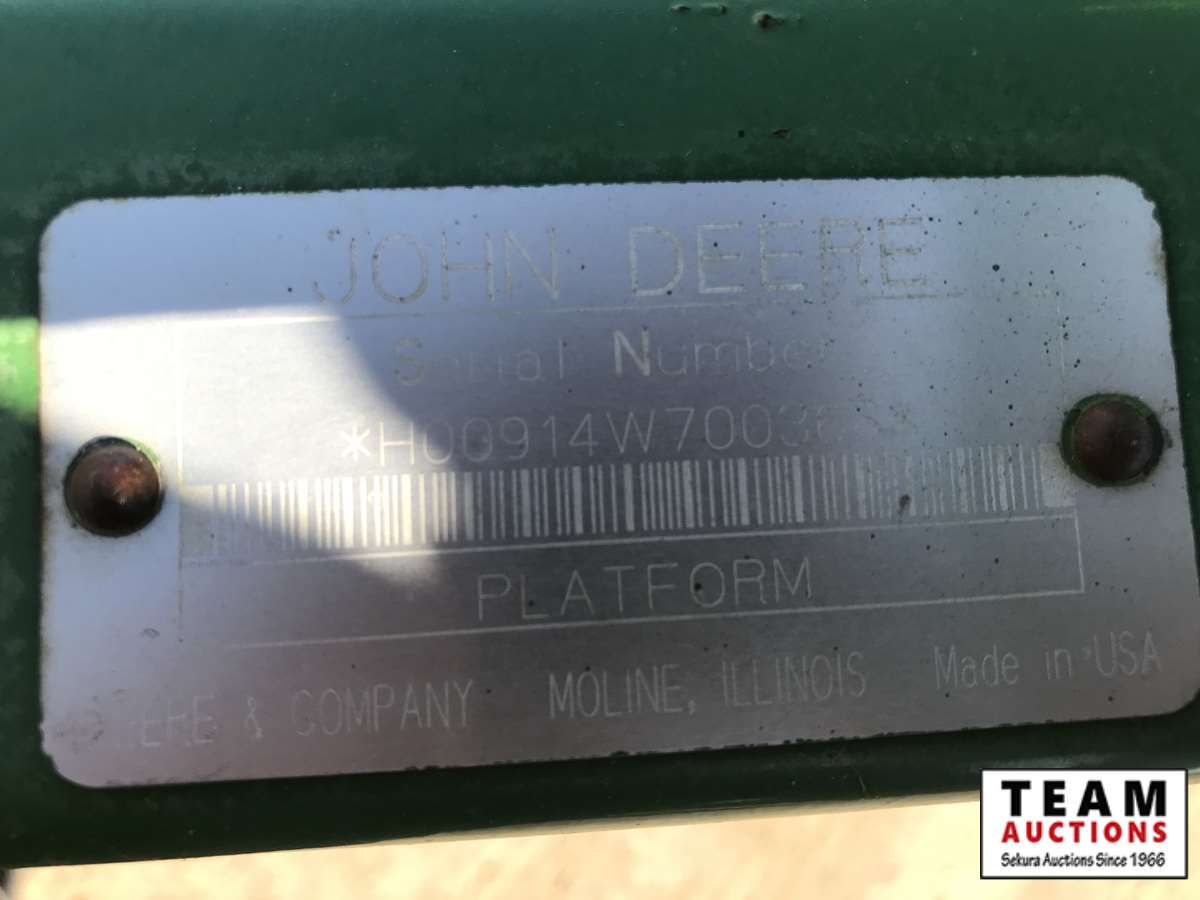 JOHN DEERE
Serial Number
PLATFORM
DEERE & COMPANY MOLINE, ILLINOIS Made in USA
TEAM
AUCTIONS
Sekura Auctions Since 1966